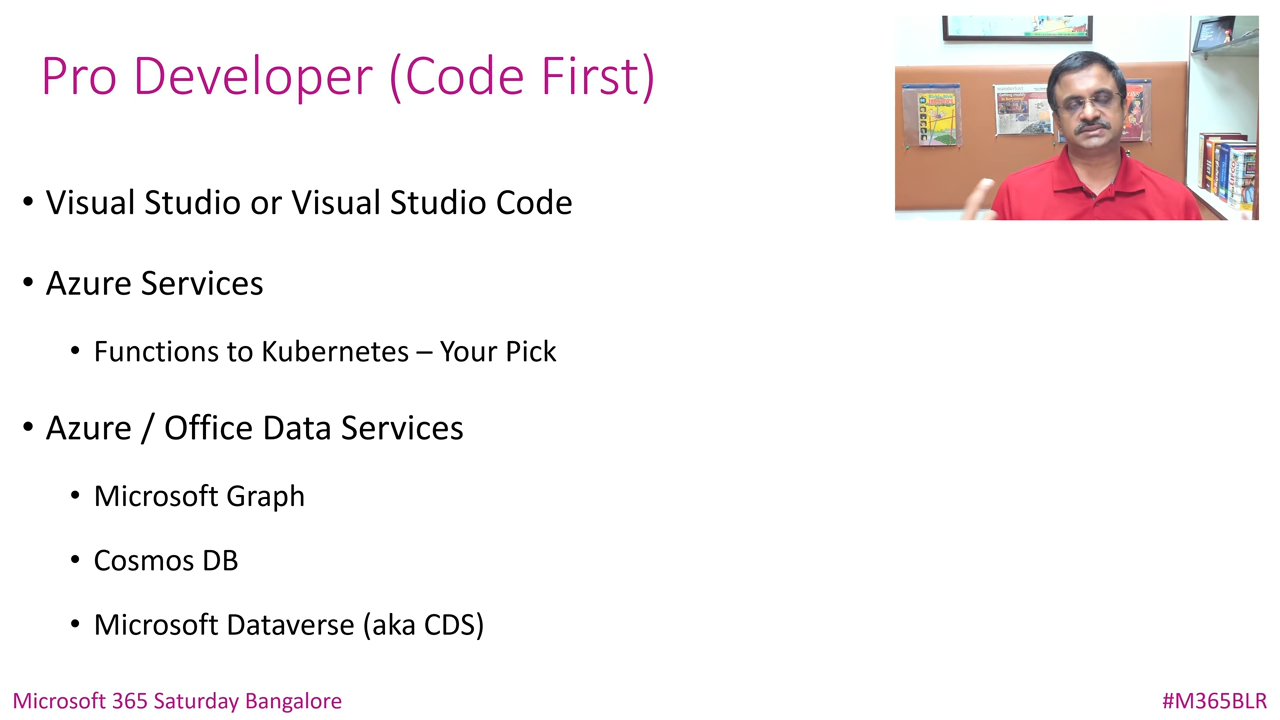 Pro Developer (Code First)
• Visual Studio or Visual Studio Code
• Azure Services
• Functions to Kubernetes – Your Pick
• Azure / Office Data Services
• Microsoft Graph
• Cosmos DB
• Microsoft Dataverse (aka CDS)
Microsoft 365 Saturday Bangalore
#M365BLR